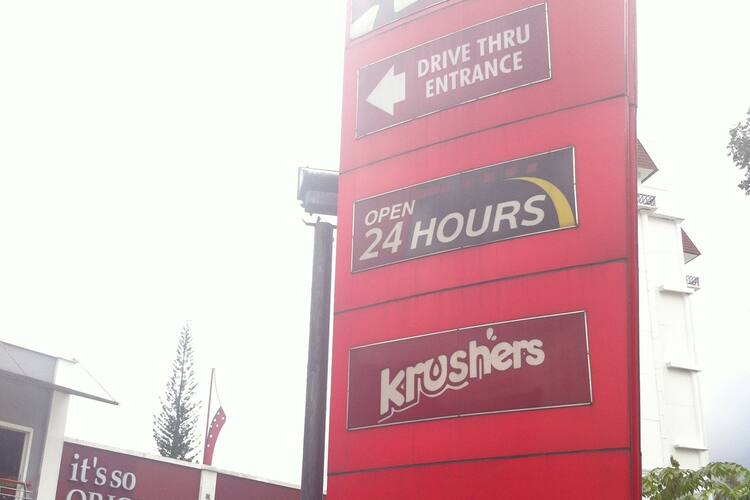 DRIVE THRU
ENTRANCE
OPEN
24 HOURS
Krushers
it's so